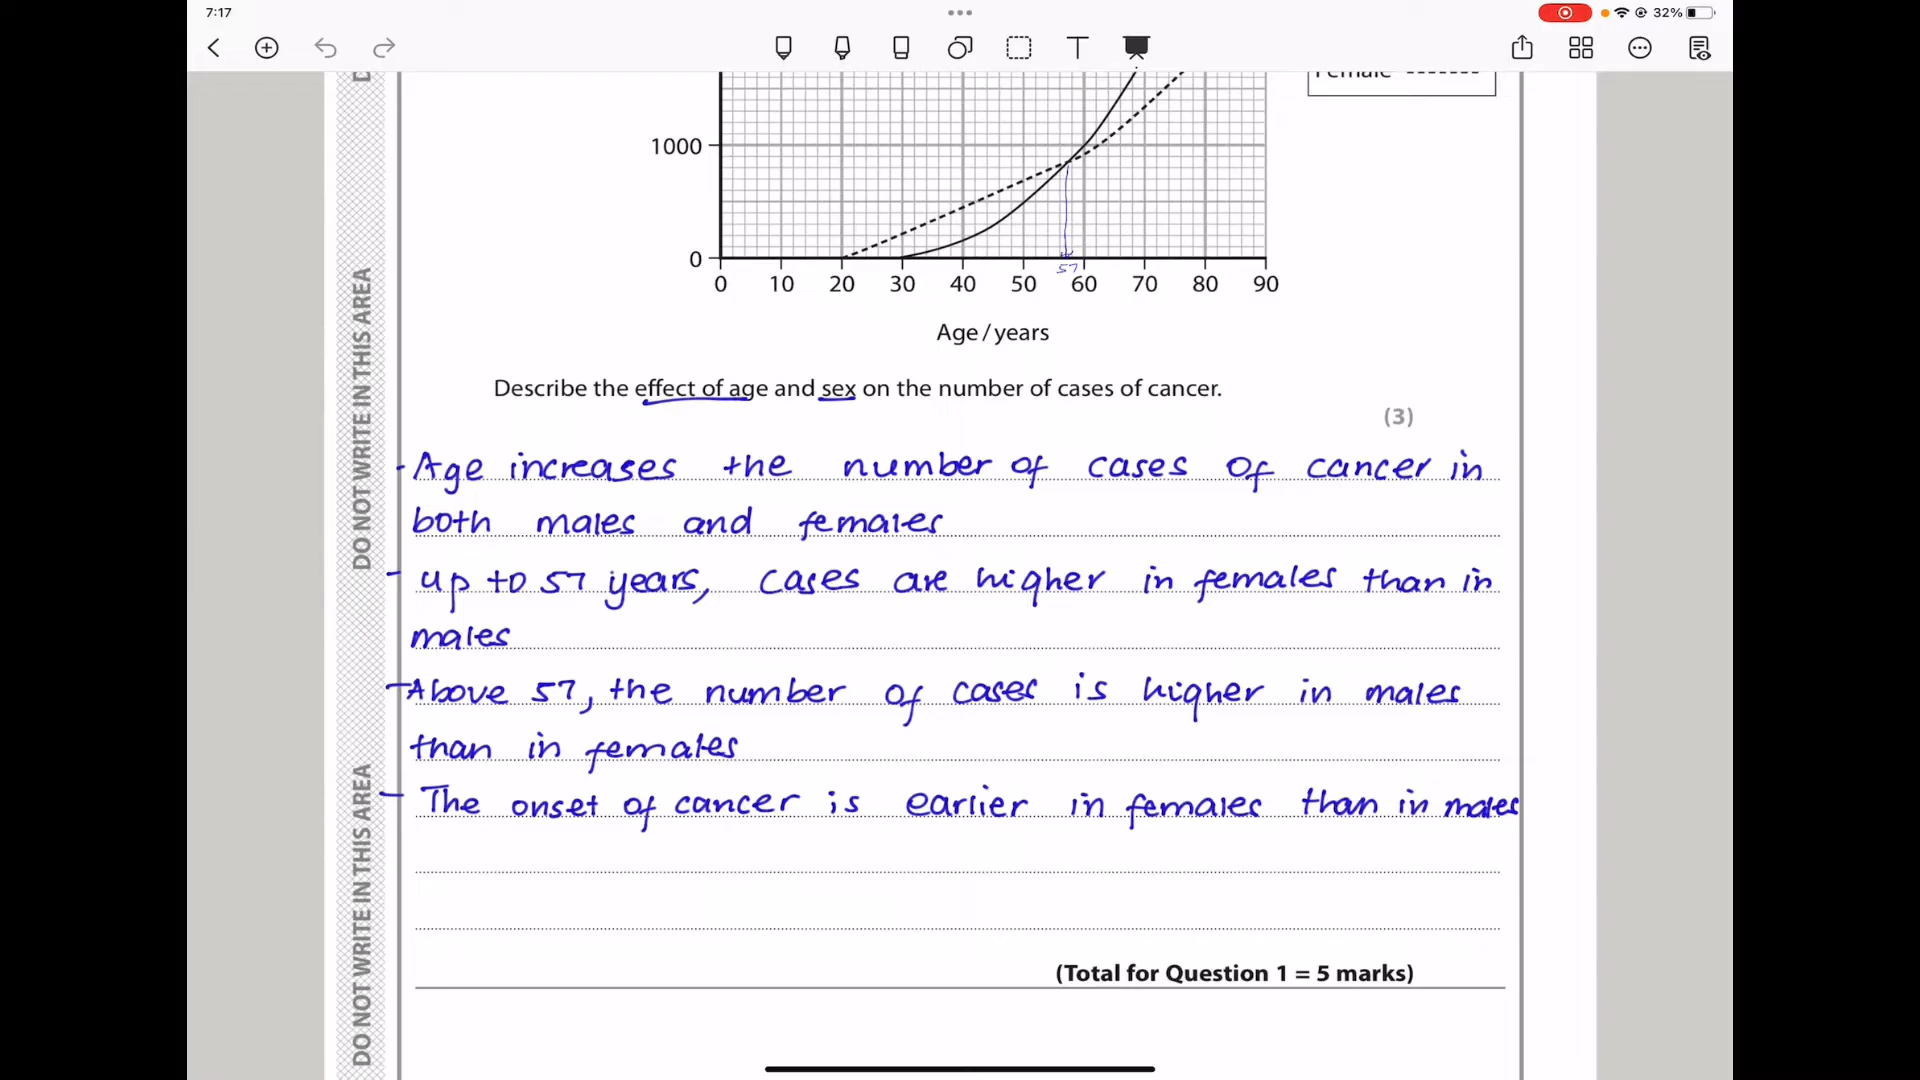 7:17
32%
Female -------
1000
0
57
0 10 20 30 40 50 60 70 80 90
Age/years
DO NOT WRITE IN THIS AREA
Describe the effect of age and sex on the number of cases of cancer.
(3)
- Age increases the number of cases of cancer in
both males and females
- up to 57 years, cases are higher in females than in
males
- Above 57, the number of cases is higher in males
than in females
- The onset of cancer is earlier in females than in males
DO NOT WRITE IN THIS AREA
(Total for Question 1 = 5 marks)